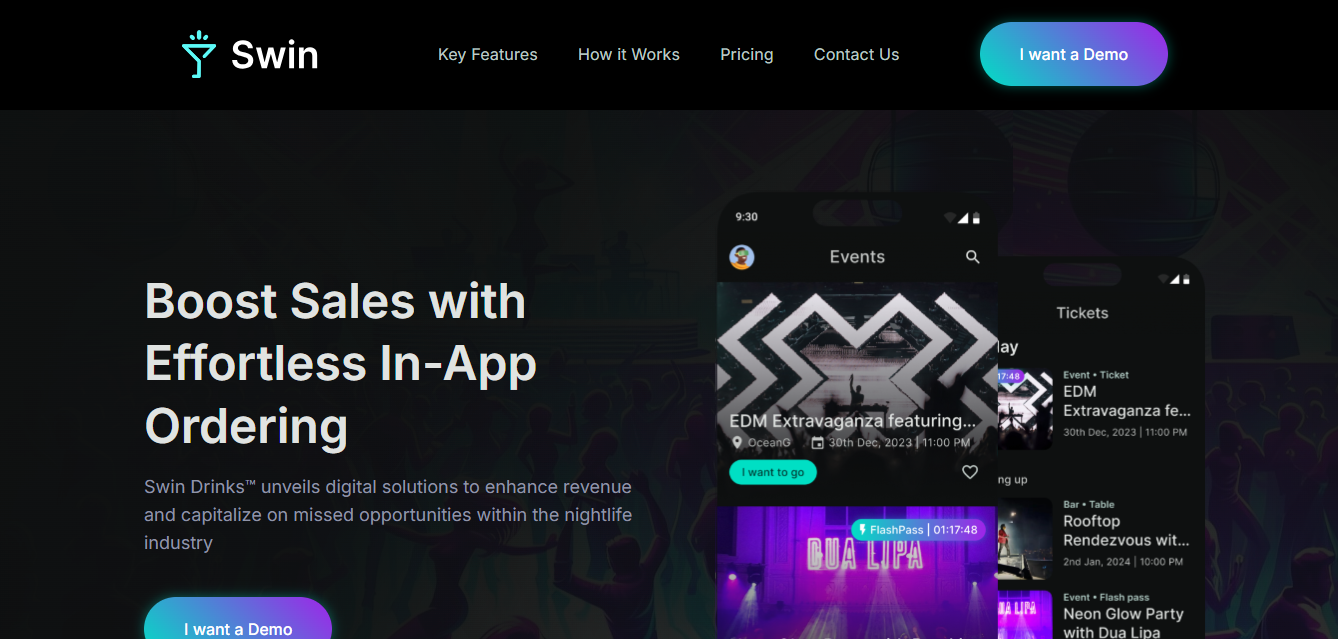 Swin
Key Features
How it Works
Pricing
Contact Us
I want a Demo
Boost Sales with
Effortless In-App
Ordering
Swin Drinks™ unveils digital solutions to enhance revenue
and capitalize on missed opportunities within the nightlife
industry
I want a Demo
9:30
Events
EDM Extravaganza featuring...
OceanG
30th Dec, 2023 | 11:00 PM
I want to go
FlashPass | 01:17:48
DUA LIPA
Tickets
lay
17:48
Event • Ticket
EDM
Extravaganza fe...
30th Dec, 2023 | 11:00 PM
ng up
Bar • Table
Rooftop
Rendezvous wit...
2nd Jan, 2024 | 10:00 PM
DUA LIPA
Event • Flash pass
Neon Glow Party
with Dua Lipa